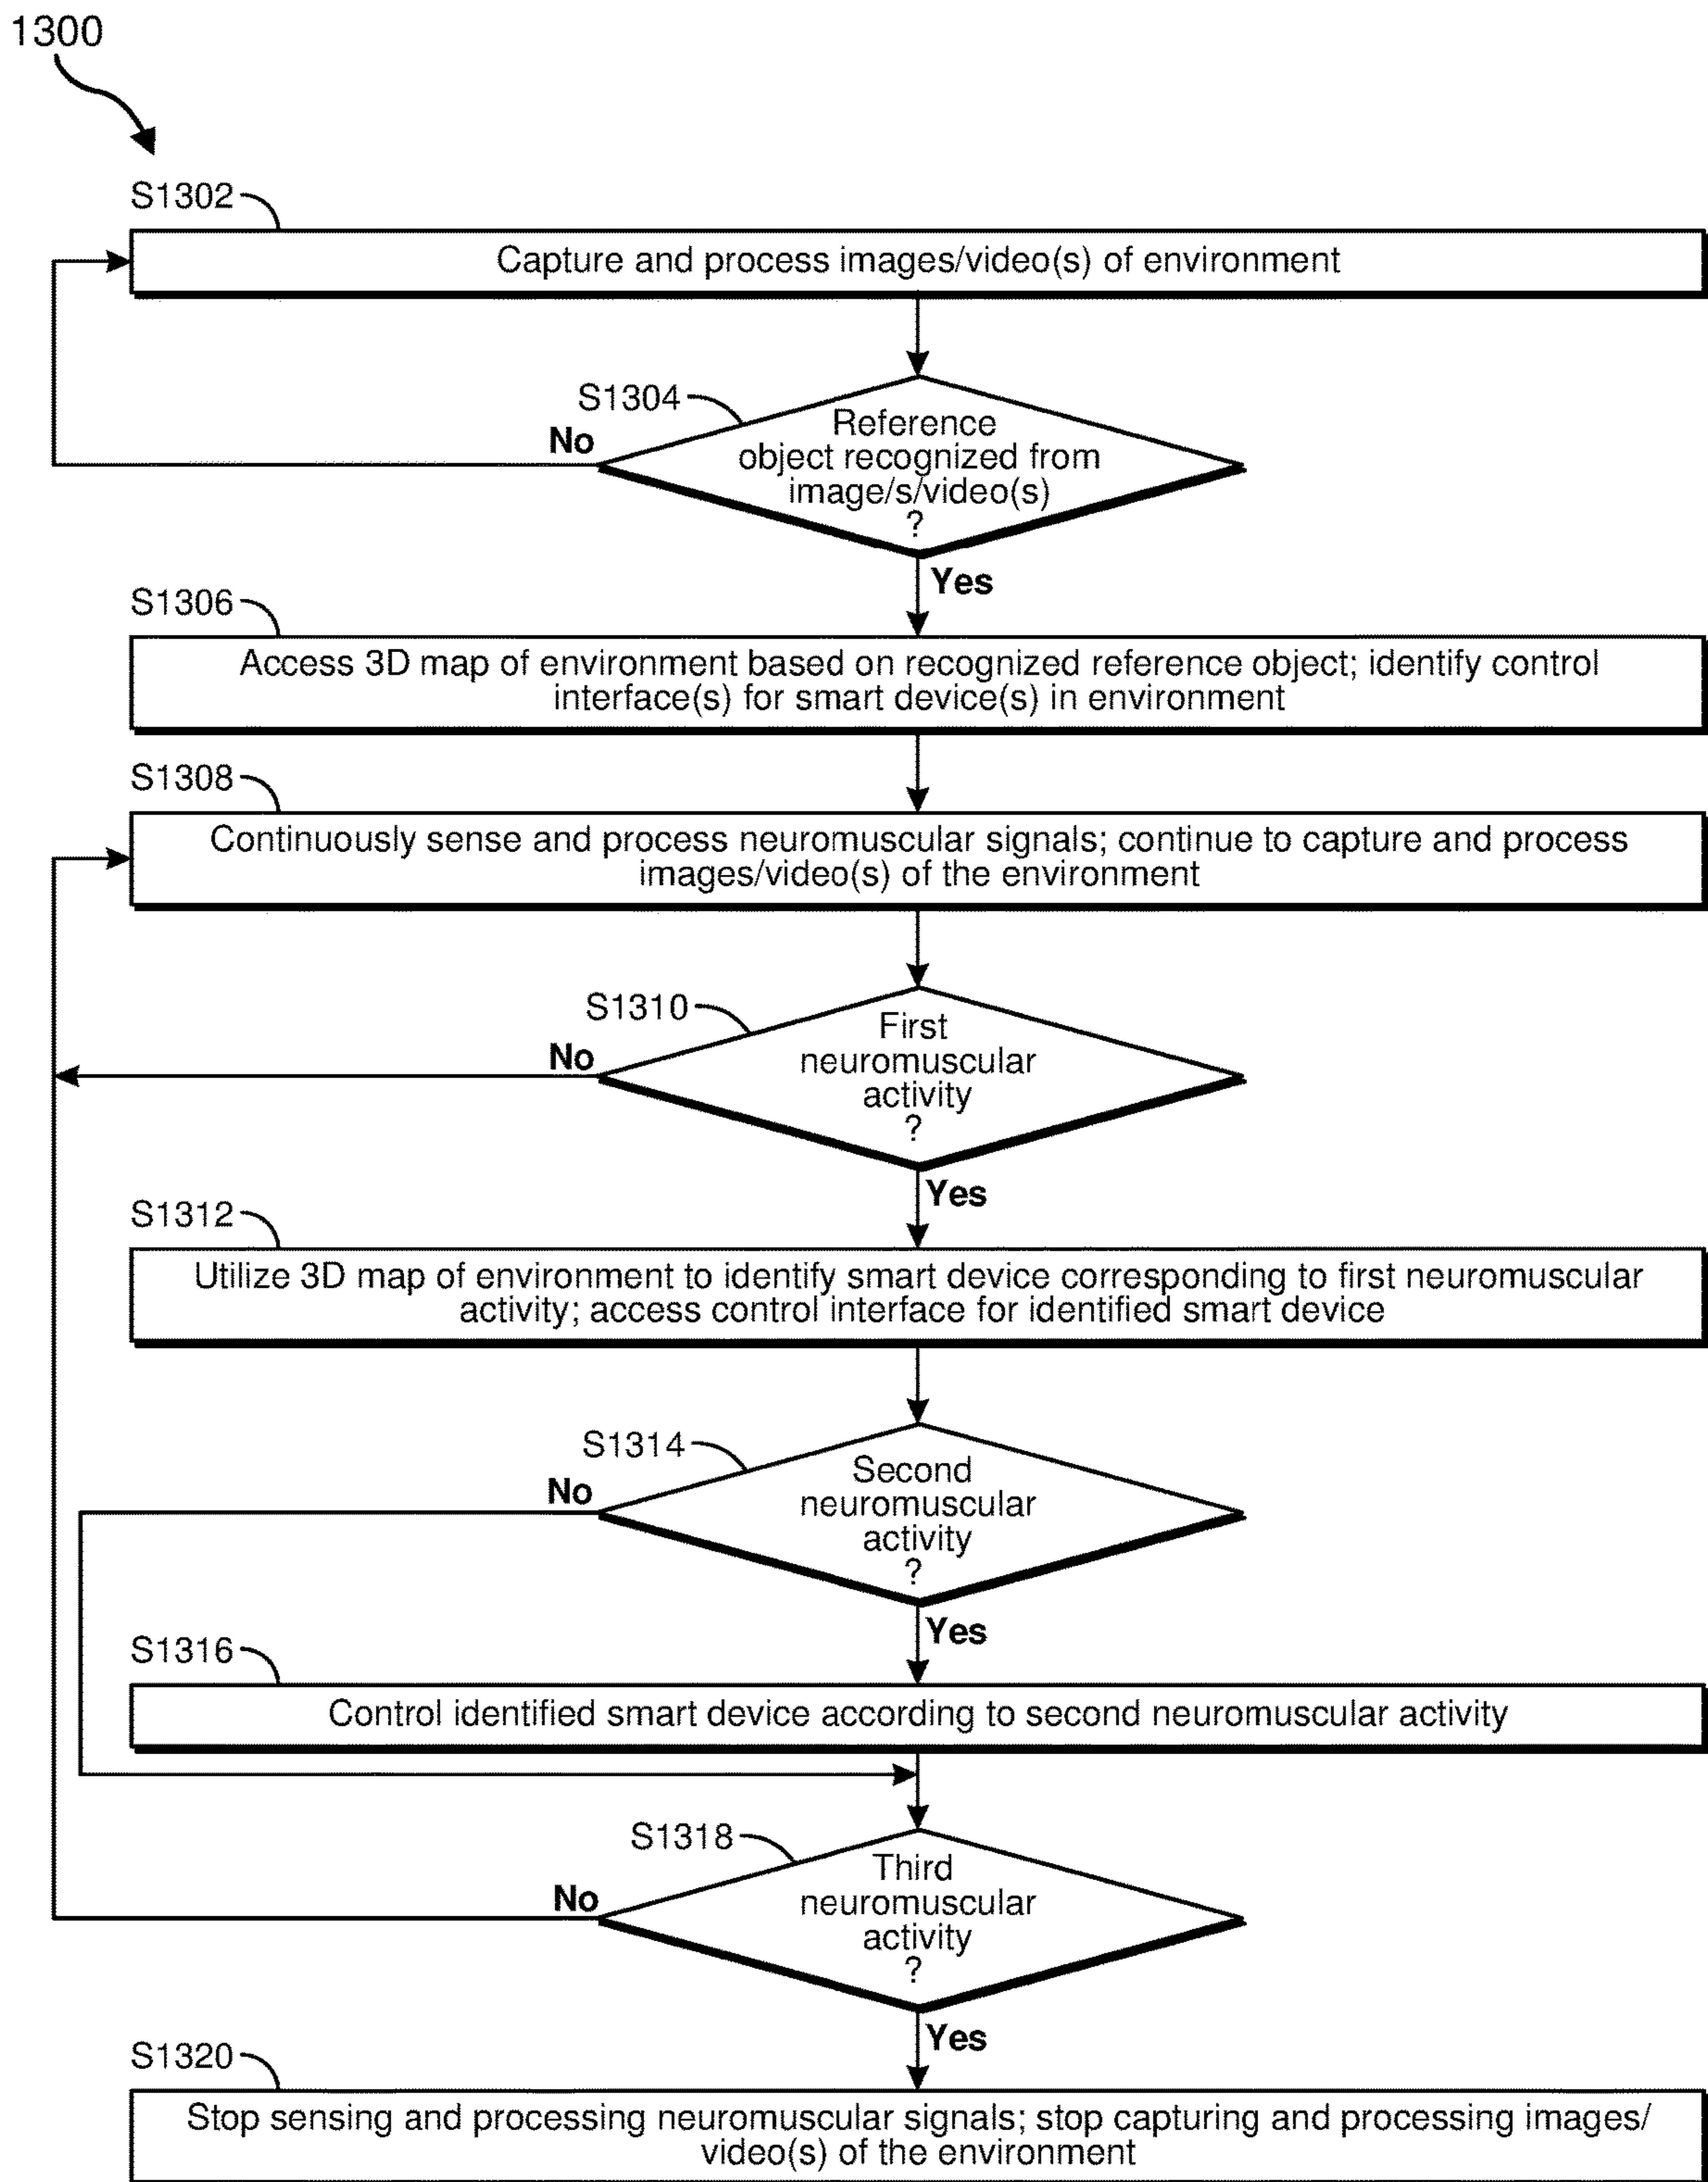 1300
S1302
Capture and process images/video(s) of environment
S1304
Reference
object recognized from
image/s/video(s)
?
No
Yes
S1306
Access 3D map of environment based on recognized reference object; identify control
interface(s) for smart device(s) in environment
S1308
Continuously sense and process neuromuscular signals; continue to capture and process
images/video(s) of the environment
S1310
First
neuromuscular
activity
?
No
Yes
S1312
Utilize 3D map of environment to identify smart device corresponding to first neuromuscular
activity; access control interface for identified smart device
S1314
Second
neuromuscular
activity
?
No
Yes
S1316
Control identified smart device according to second neuromuscular activity
S1318
Third
neuromuscular
activity
?
No
Yes
S1320
Stop sensing and processing neuromuscular signals; stop capturing and processing images/
video(s) of the environment